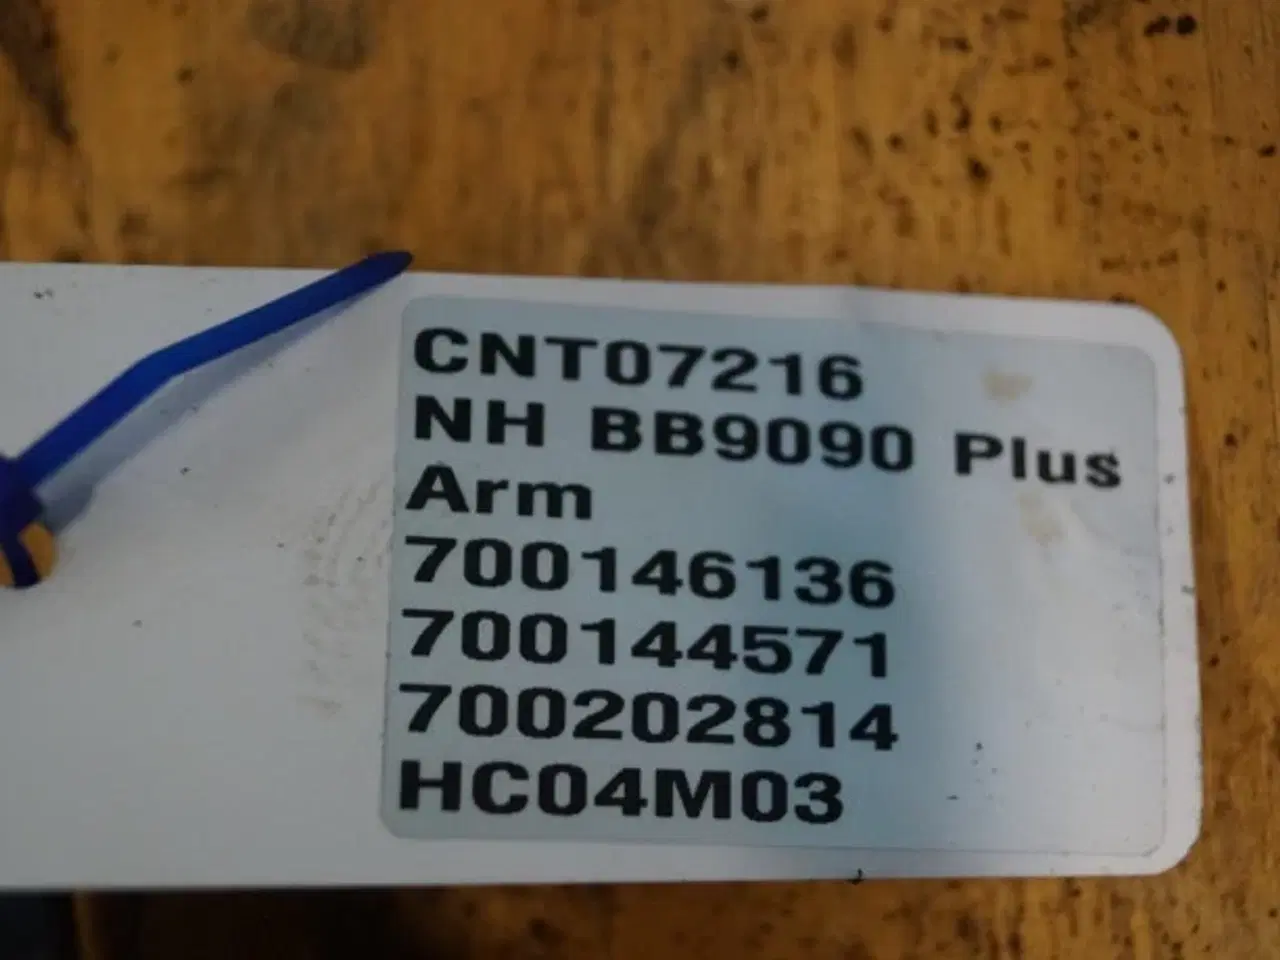 CNT07216
NH BB9090 Plus
Arm
700146136
700144571
700202814
HC04M03